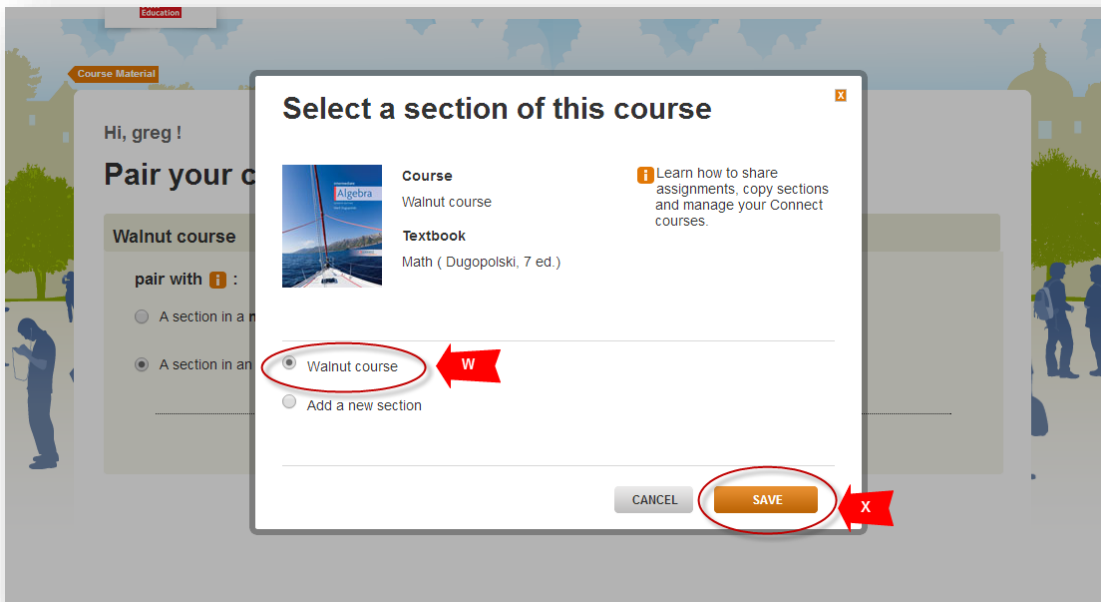 Education
Course Material
Hi, greg !
Pair your c
Walnut course
pair with i :
A section in a n
A section in an
Select a section of this course
X
Algebra
Course
Walnut course
Textbook
Math ( Dugopolski, 7 ed.)
i Learn how to share
assignments, copy sections
and manage your Connect
courses.
Walnut course
W
Add a new section
CANCEL
SAVE
X